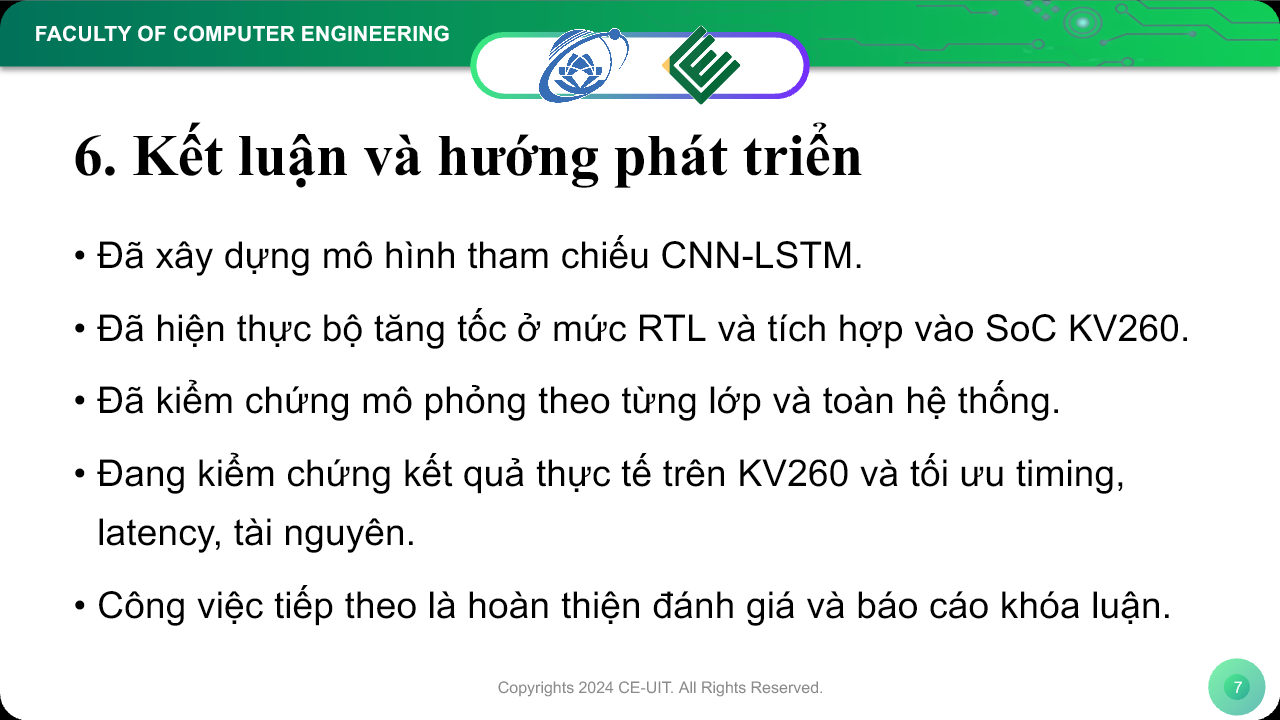 FACULTY OF COMPUTER ENGINEERING
6. Kết luận và hướng phát triển
• Đã xây dựng mô hình tham chiếu CNN-LSTM.
• Đã hiện thực bộ tăng tốc ở mức RTL và tích hợp vào SoC KV260.
• Đã kiểm chứng mô phỏng theo từng lớp và toàn hệ thống.
• Đang kiểm chứng kết quả thực tế trên KV260 và tối ưu timing,
latency, tài nguyên.
• Công việc tiếp theo là hoàn thiện đánh giá và báo cáo khóa luận.
Copyrights 2024 CE-UIT. All Rights Reserved.
7